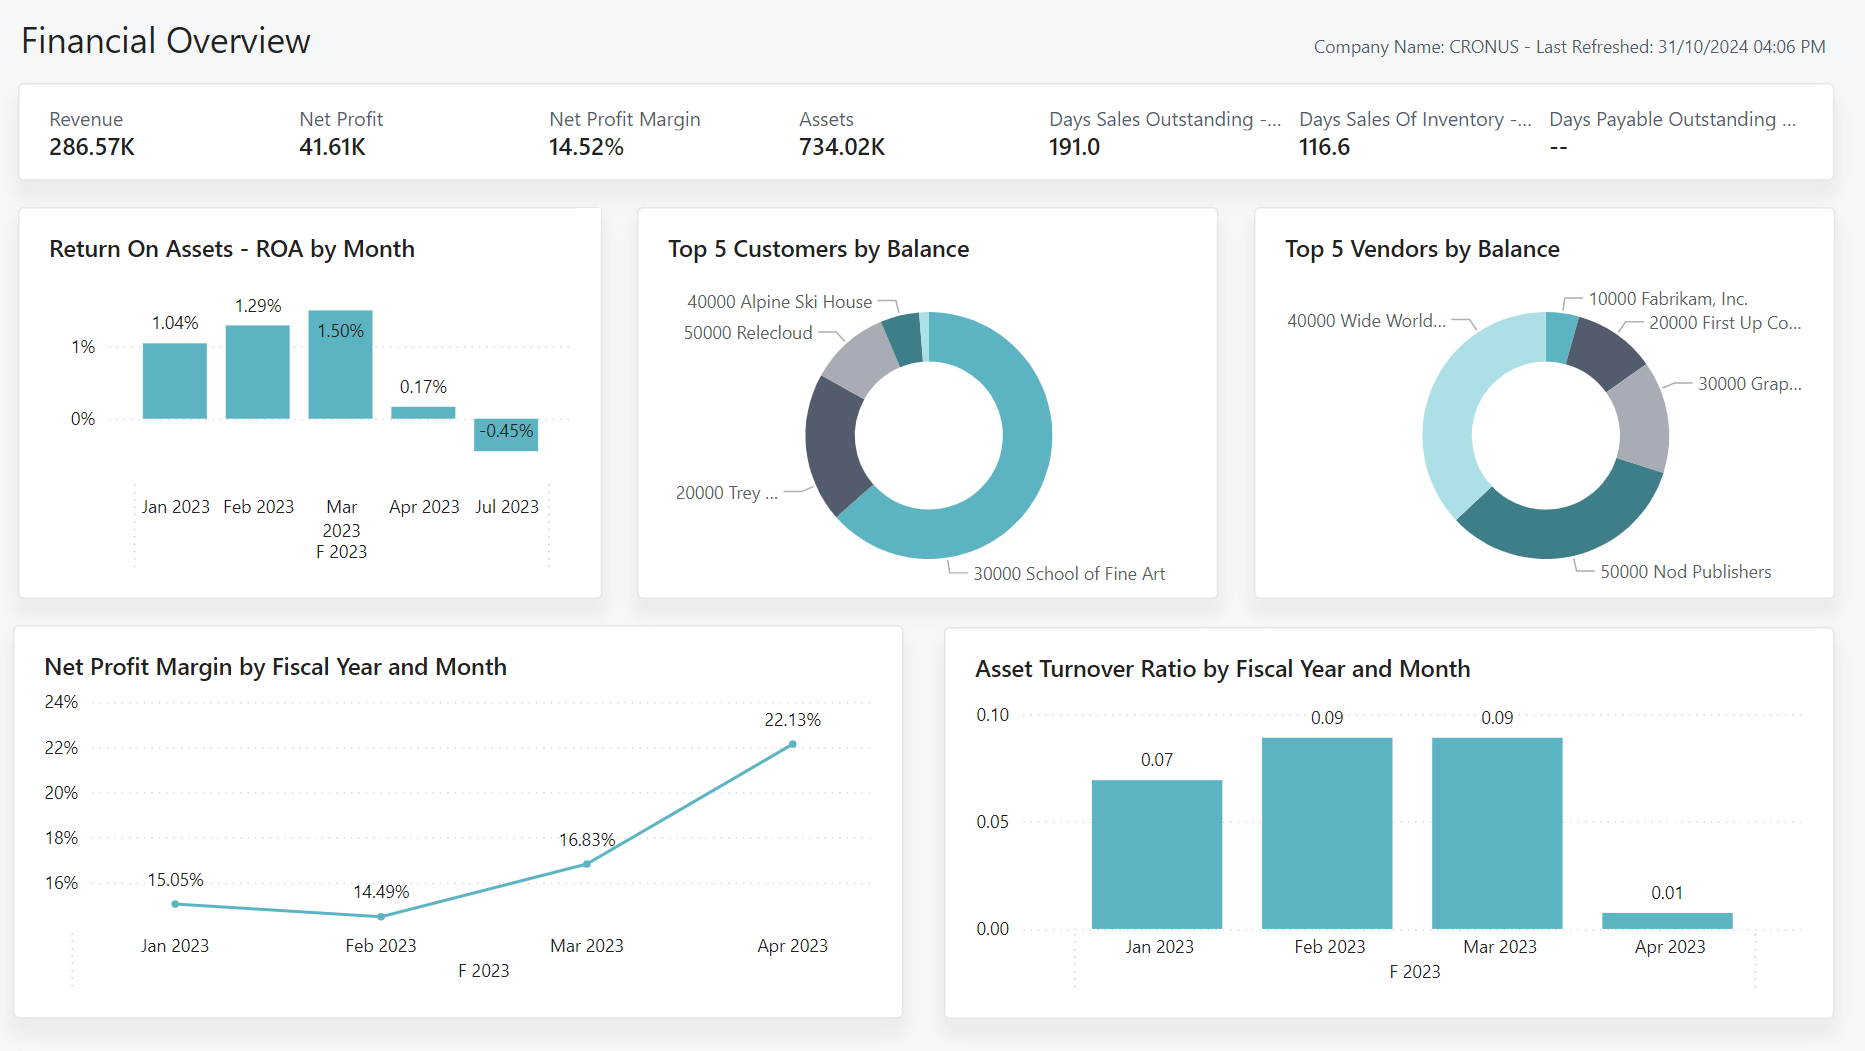 Financial Overview
Company Name: CRONUS - Last Refreshed: 31/10/2024 04:06 PM
Revenue
286.57K
Net Profit
41.61K
Net Profit Margin
14.52%
Assets
734.02K
Days Sales Outstanding -...
191.0
Days Sales Of Inventory -...
116.6
Days Payable Outstanding ...
--
Return On Assets - ROA by Month
1%
0%
1.04%
1.29%
1.50%
0.17%
-0.45%
Jan 2023
Feb 2023
Mar
2023
Apr 2023
Jul 2023
F 2023
Top 5 Customers by Balance
40000 Alpine Ski House
50000 Relecloud
20000 Trey ...
30000 School of Fine Art
Top 5 Vendors by Balance
10000 Fabrikam, Inc.
40000 Wide World...
20000 First Up Co...
30000 Grap...
50000 Nod Publishers
Net Profit Margin by Fiscal Year and Month
24%
22%
20%
18%
16%
15.05%
14.49%
16.83%
22.13%
Jan 2023
Feb 2023
Mar 2023
Apr 2023
F 2023
Asset Turnover Ratio by Fiscal Year and Month
0.10
0.05
0.00
0.07
0.09
0.09
0.01
Jan 2023
Feb 2023
Mar 2023
Apr 2023
F 2023